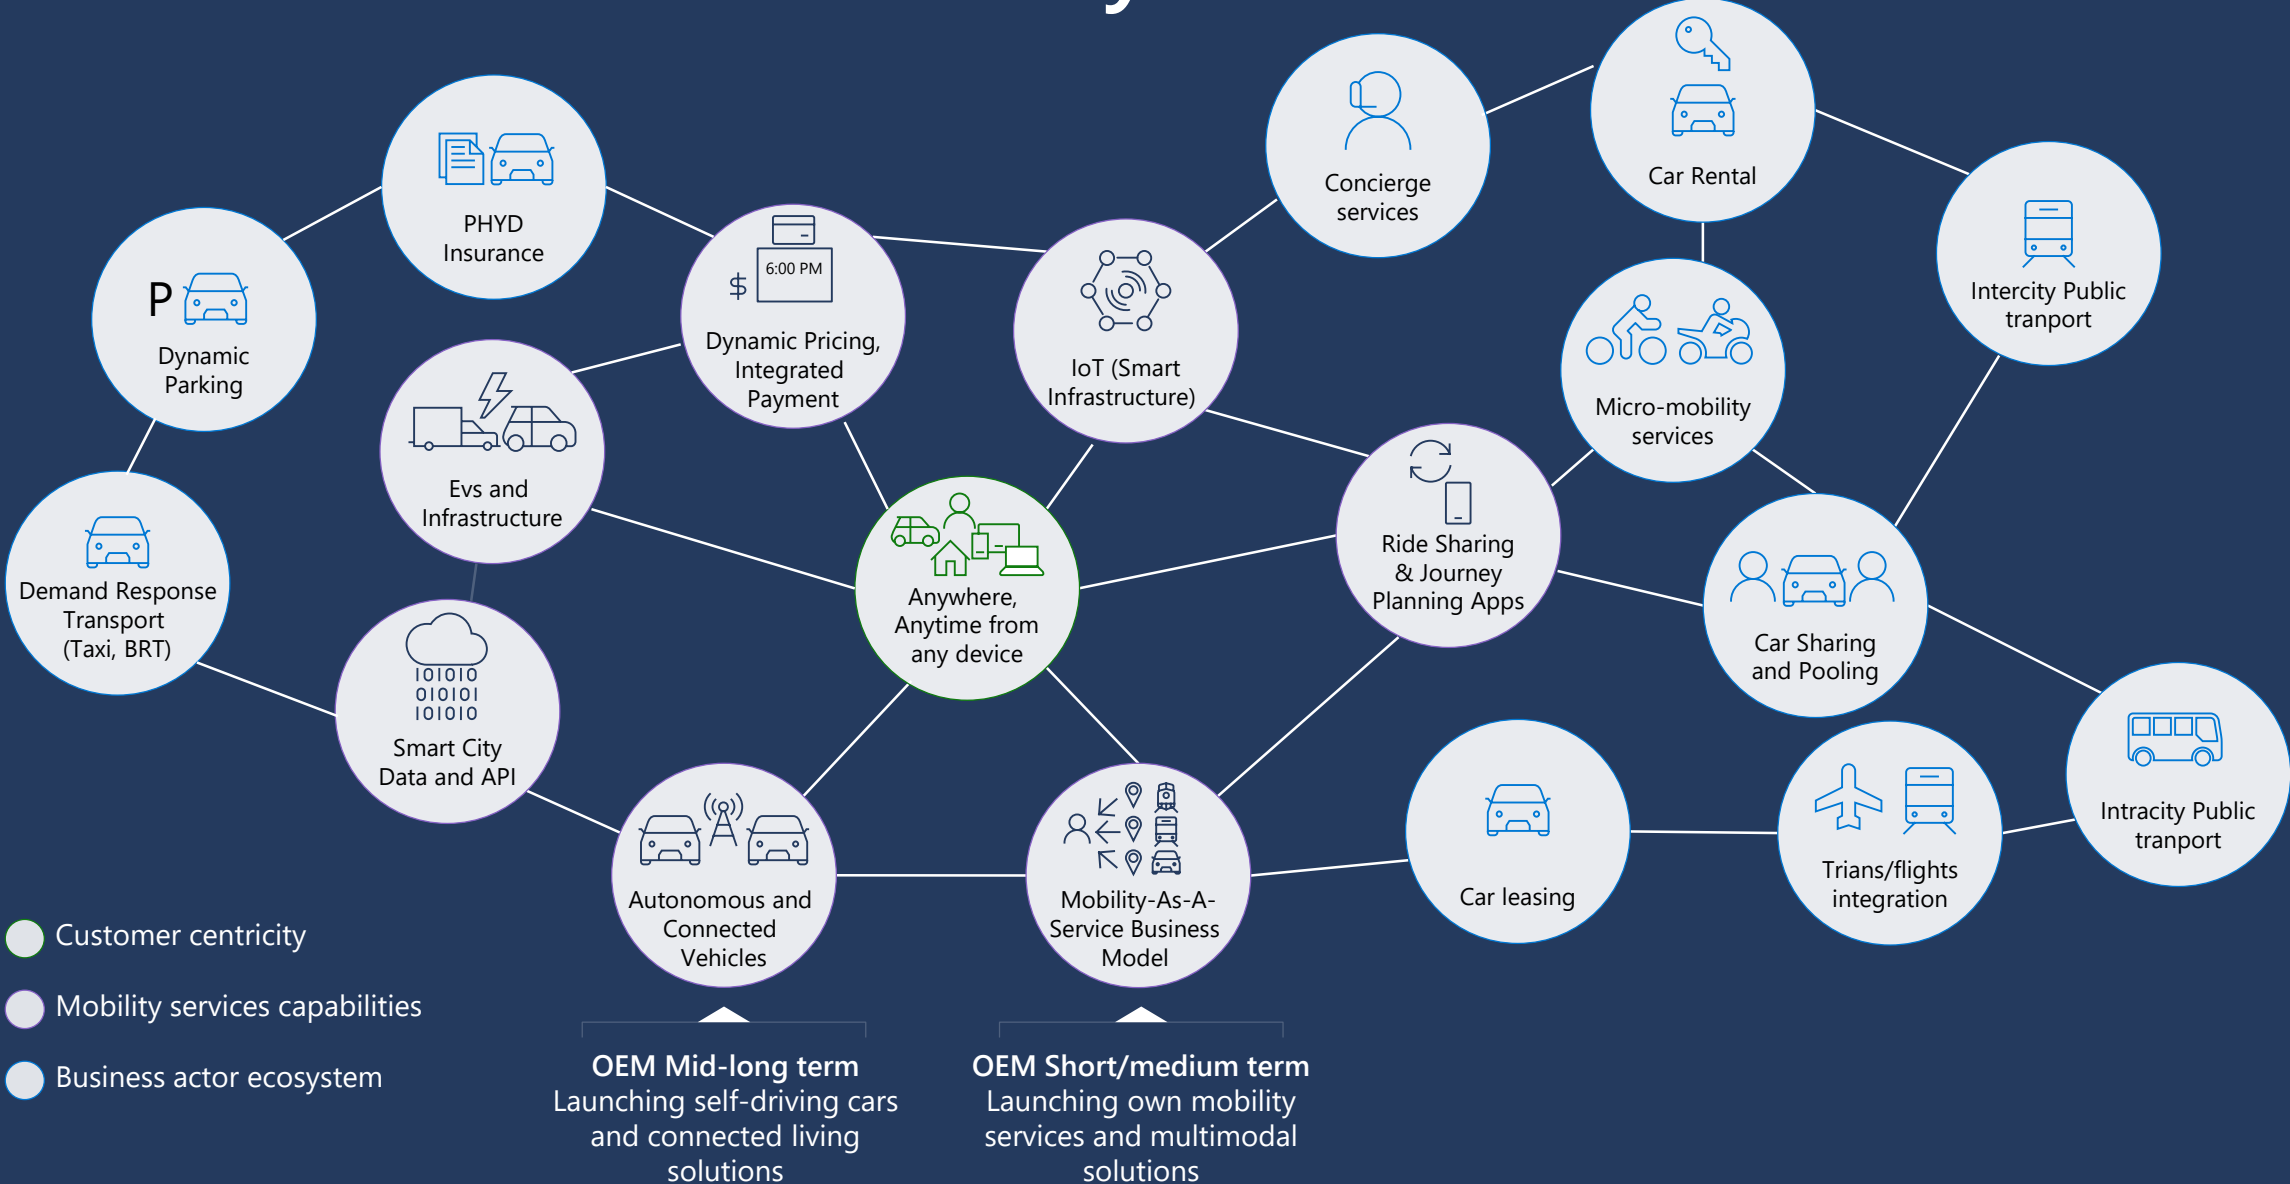 Concierge
services
Car Rental
PHYD
Insurance
6:00 PM
$
Dynamic Pricing,
Integrated
Payment
IoT (Smart
Infrastructure)
Intercity Public
tranport
P
Dynamic
Parking
Micro-mobility
services
Evs and
Infrastructure
Ride Sharing
& Journey
Planning Apps
Demand Response
Transport
(Taxi, BRT)
Anywhere,
Anytime from
any device
Car Sharing
and Pooling
101010
010101
101010
Smart City
Data and API
Intracity Public
tranport
Trians/flights
integration
Car leasing
Autonomous and
Connected
Vehicles
Mobility-As-A-
Service Business
Model
Customer centricity
Mobility services capabilities
Business actor ecosystem
OEM Mid-long term
Launching self-driving cars
and connected living
solutions
OEM Short/medium term
Launching own mobility
services and multimodal
solutions